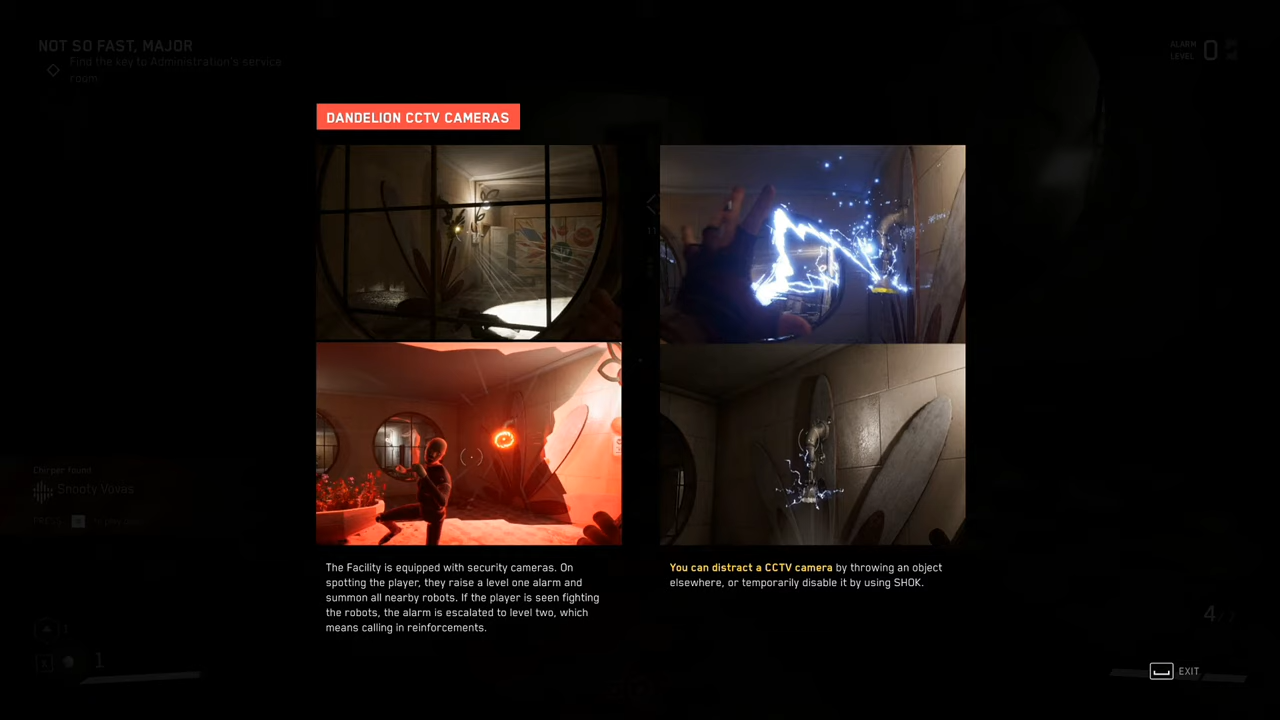 NOT SO FAST, MAJOR
Find the key to Administration's service
room
ALARM
LEVEL 0
DANDELION CCTV CAMERAS
11
Chirper found
Snooty Vovas
The Facility is equipped with security cameras. On
spotting the player, they raise a level one alarm and
summon all nearby robots. If the player is seen fighting
the robots, the alarm is escalated to level two, which
means calling in reinforcements.
You can distract a CCTV camera by throwing an object
elsewhere, or temporarily disable it by using SHOK.
4/
1
EXIT